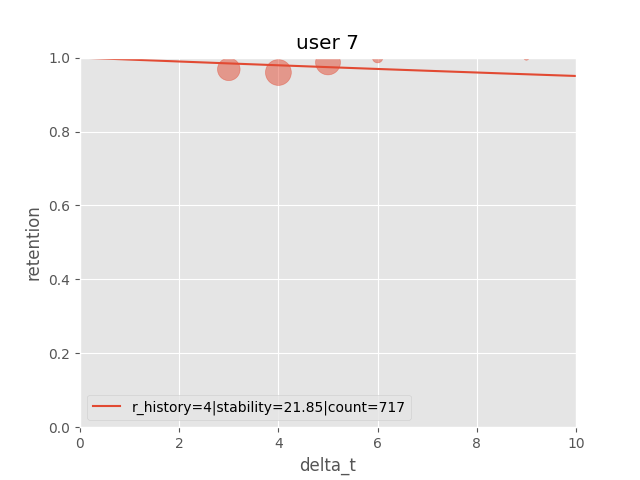 user 7
retention
1.0
0.8
0.6
0.4
0.2
0.0
r_history=4|stability=21.85|count=717
0 2 4 6 8 10
delta_t